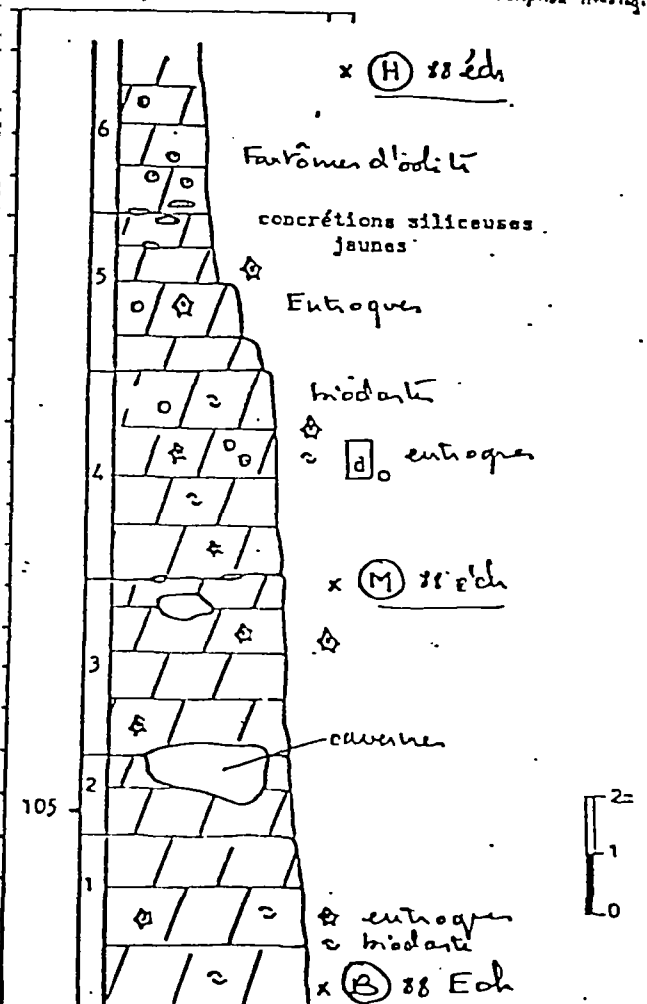 x H 88 éch
6
Fantômes d'oolite
concrétions siliceuses
jaunes
5
Entroques
bioclaste
4
d entroques
x M 88 éch
3
cavernes
2
105
2
1
0
1
entroques
bioclaste
x B 88 Ech